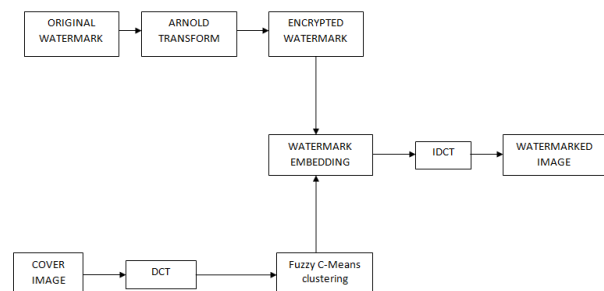 ORIGINAL
WATERMARK
ARNOLD
TRANSFORM
ENCRYPTED
WATERMARK
WATERMARK
EMBEDDING
IDCT
WATERMARKED
IMAGE
COVER
IMAGE
DCT
Fuzzy C-Means
clustering